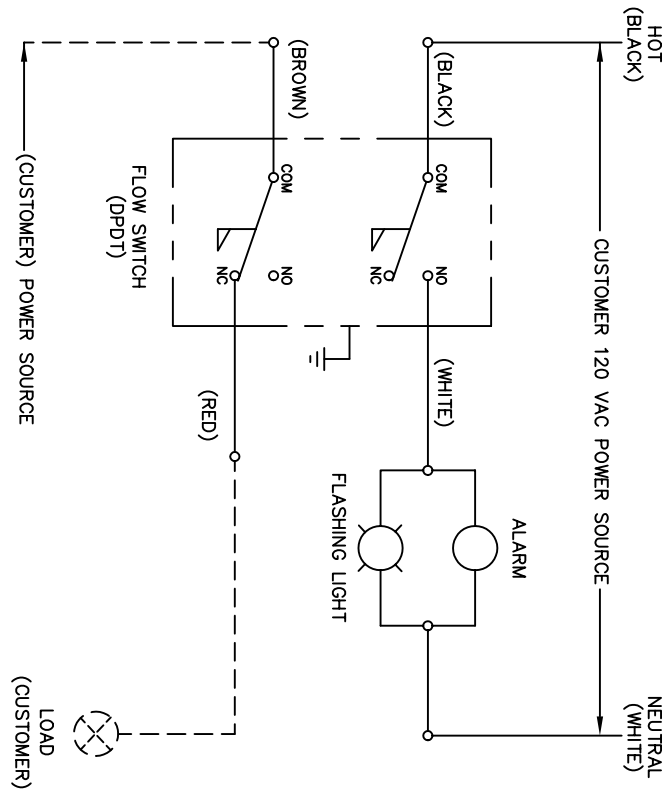 HOT
(BLACK)
CUSTOMER 120 VAC POWER SOURCE
NEUTRAL
(WHITE)
(BLACK)
COM
NO
NC
(WHITE)
ALARM
FLASHING LIGHT
(BROWN)
COM
NO
NC
FLOW SWITCH
(DPDT)
(RED)
(CUSTOMER) POWER SOURCE
LOAD
(CUSTOMER)